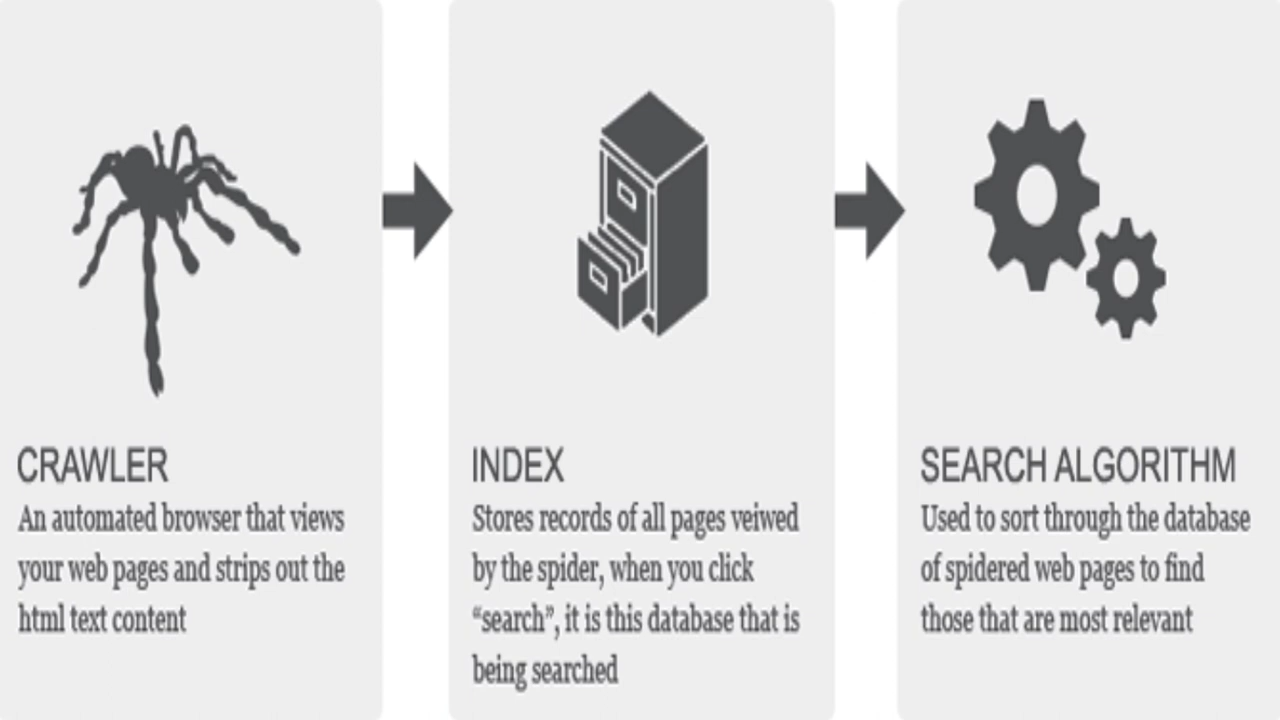 CRAWLER
An automated browser that views
your web pages and strips out the
html text content
INDEX
Stores records of all pages veiwed
by the spider, when you click
“search”, it is this database that is
being searched
SEARCH ALGORITHM
Used to sort through the database
of spidered web pages to find
those that are most relevant